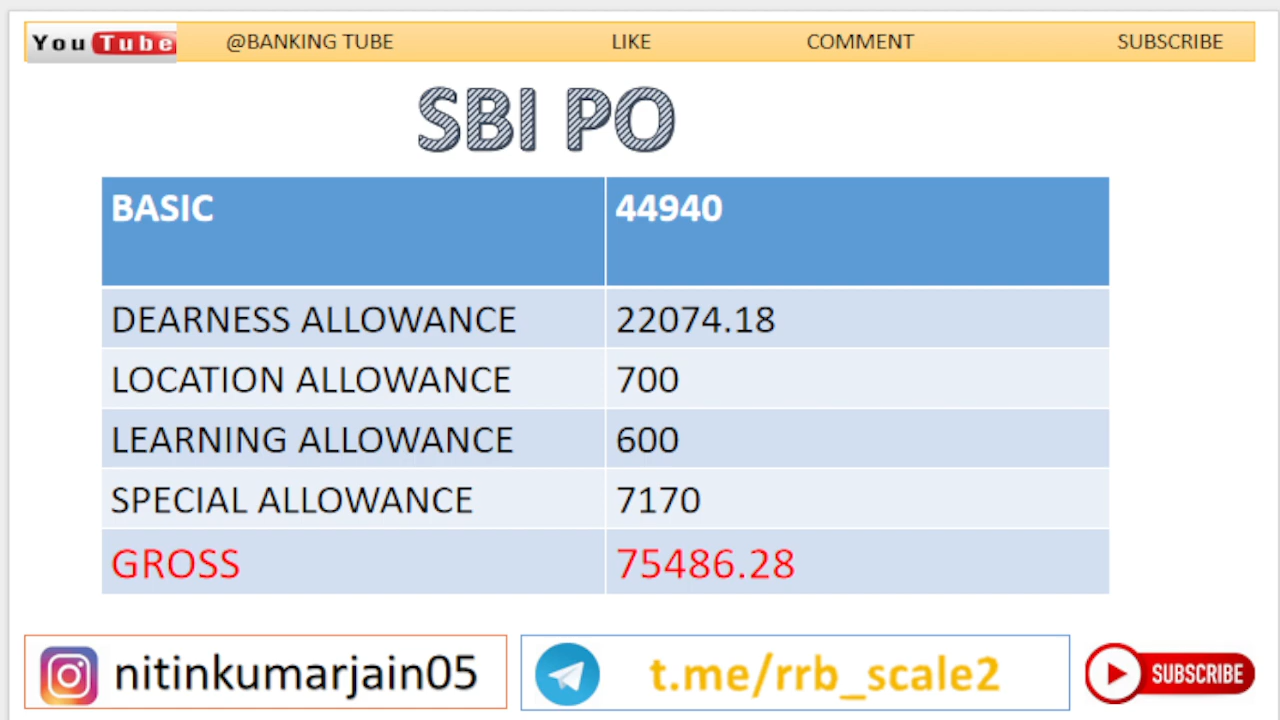 YouTube @BANKING TUBE LIKE COMMENT SUBSCRIBE
SBI PO
BASIC 44940
DEARNESS ALLOWANCE 22074.18
LOCATION ALLOWANCE 700
LEARNING ALLOWANCE 600
SPECIAL ALLOWANCE 7170
GROSS 75486.28
nitinkumarjain05 t.me/rrb_scale2 SUBSCRIBE